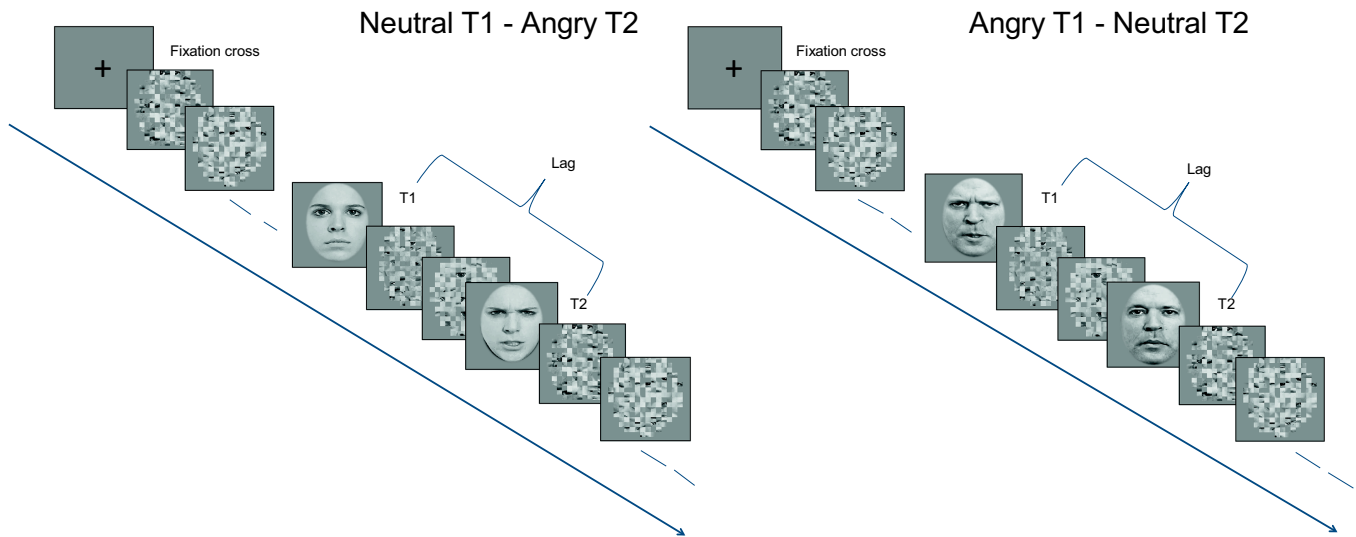 Neutral T1 - Angry T2
Fixation cross
T1
Lag
T2
Angry T1 - Neutral T2
Fixation cross
T1
Lag
T2